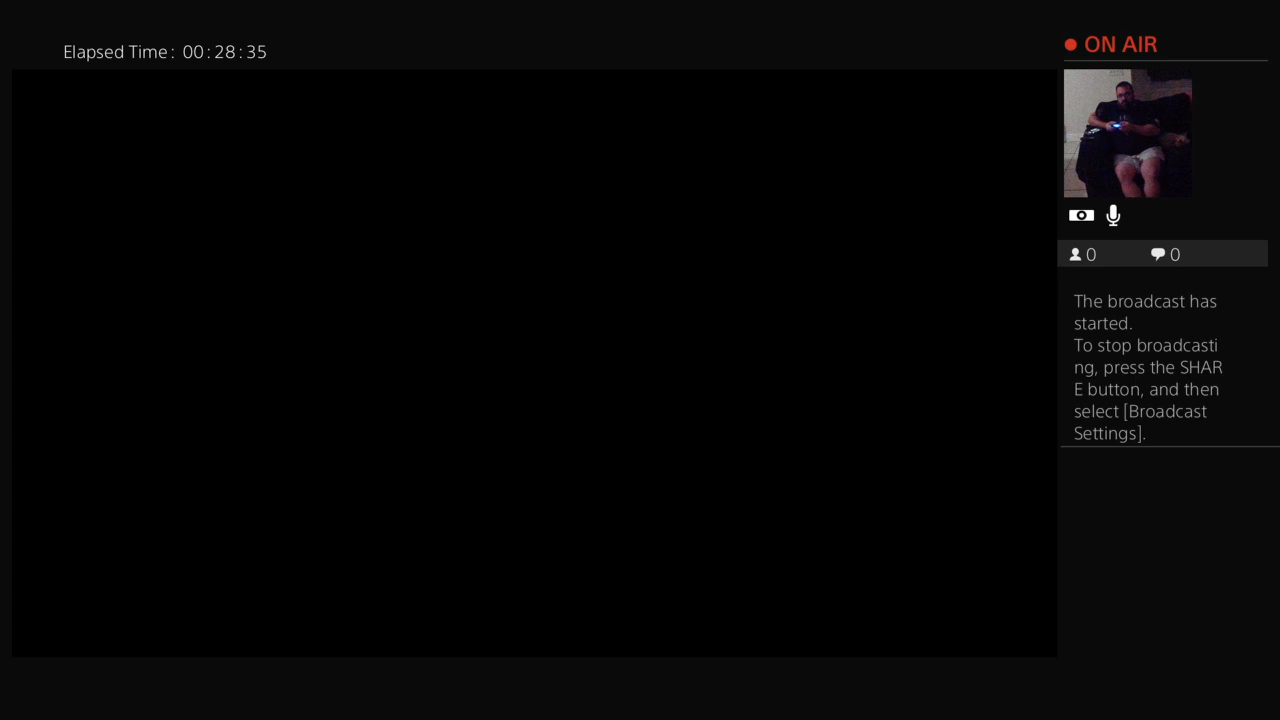 Elapsed Time: 00:28:35
ON AIR
0 0
The broadcast has
started.
To stop broadcasti
ng, press the SHAR
E button, and then
select [Broadcast
Settings].